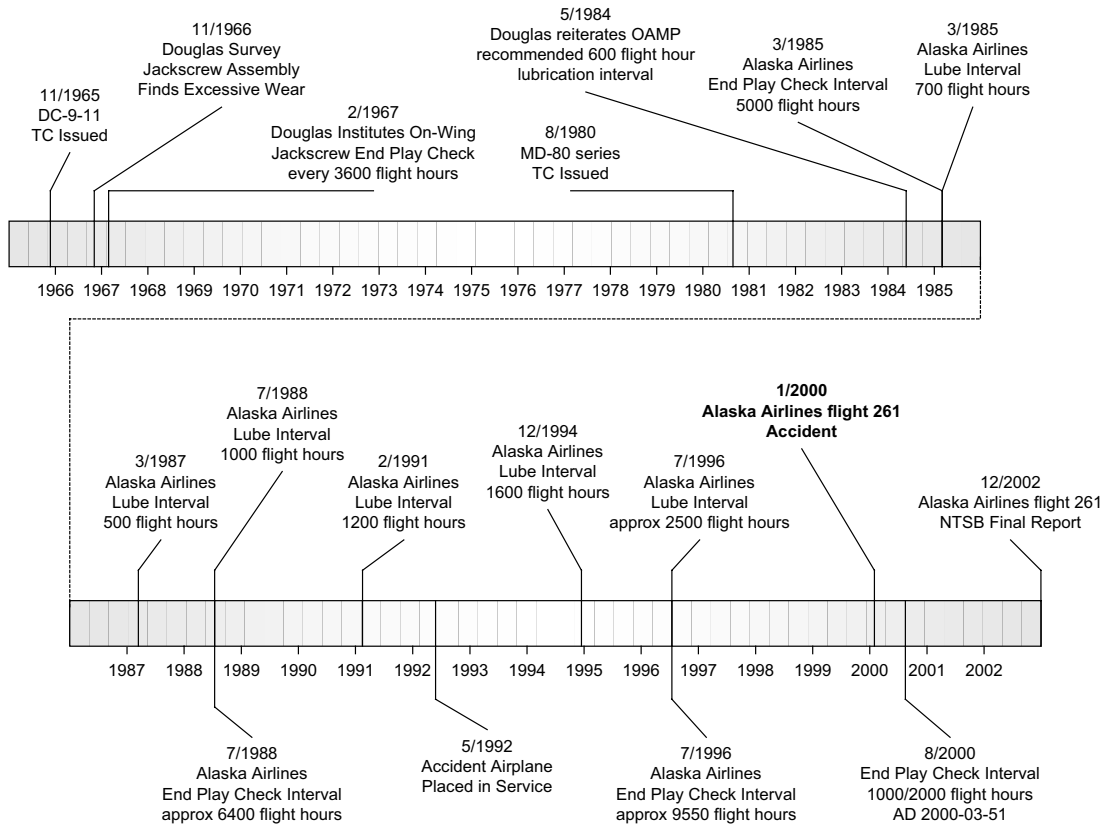 11/1965
DC-9-11
TC Issued
11/1966
Douglas Survey
Jackscrew Assembly
Finds Excessive Wear
2/1967
Douglas Institutes On-Wing
Jackscrew End Play Check
every 3600 flight hours
8/1980
MD-80 series
TC Issued
5/1984
Douglas reiterates OAMP
recommended 600 flight hour
lubrication interval
3/1985
Alaska Airlines
End Play Check Interval
5000 flight hours
3/1985
Alaska Airlines
Lube Interval
700 flight hours
1966 1967 1968 1969 1970 1971 1972 1973 1974 1975 1976 1977 1978 1979 1980 1981 1982 1983 1984 1985
3/1987
Alaska Airlines
Lube Interval
500 flight hours
7/1988
Alaska Airlines
Lube Interval
1000 flight hours
2/1991
Alaska Airlines
Lube Interval
1200 flight hours
12/1994
Alaska Airlines
Lube Interval
1600 flight hours
7/1996
Alaska Airlines
Lube Interval
approx 2500 flight hours
1/2000
Alaska Airlines flight 261
Accident
12/2002
Alaska Airlines flight 261
NTSB Final Report
1987 1988 1989 1990 1991 1992 1993 1994 1995 1996 1997 1998 1999 2000 2001 2002
7/1988
Alaska Airlines
End Play Check Interval
approx 6400 flight hours
5/1992
Accident Airplane
Placed in Service
7/1996
Alaska Airlines
End Play Check Interval
approx 9550 flight hours
8/2000
End Play Check Interval
1000/2000 flight hours
AD 2000-03-51